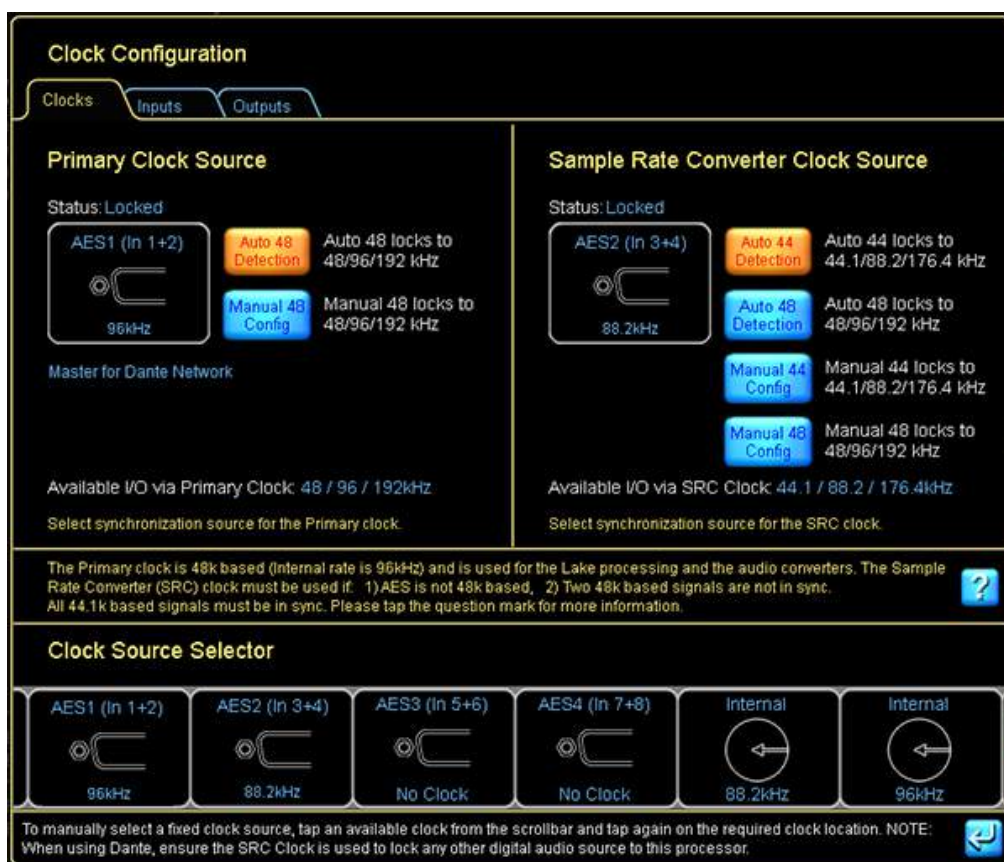 Clock Configuration
Clocks
Inputs
Outputs
Primary Clock Source
Status: Locked
AES1 (In 1+2)
96kHz
Auto 48
Detection
Auto 48 locks to
48/96/192 kHz
Manual 48
Config
Manual 48 locks to
48/96/192 kHz
Master for Dante Network
Available I/O via Primary Clock: 48 / 96 / 192kHz
Select synchronization source for the Primary clock.
Sample Rate Converter Clock Source
Status: Locked
AES2 (In 3+4)
88.2kHz
Auto 44
Detection
Auto 44 locks to
44.1/88.2/176.4 kHz
Auto 48
Detection
Auto 48 locks to
48/96/192 kHz
Manual 44
Config
Manual 44 locks to
44.1/88.2/176.4 kHz
Manual 48
Config
Manual 48 locks to
48/96/192 kHz
Available I/O via SRC Clock: 44.1 / 88.2 / 176.4kHz
Select synchronization source for the SRC clock.
The Primary clock is 48k based (Internal rate is 96kHz) and is used for the Lake processing and the audio converters. The Sample
Rate Converter (SRC) clock must be used if: 1) AES is not 48k based, 2) Two 48k based signals are not in sync.
All 44.1k based signals must be in sync. Please tap the question mark for more information.
?
Clock Source Selector
AES1 (In 1+2)
96kHz
AES2 (In 3+4)
88.2kHz
AES3 (In 5+6)
No Clock
AES4 (In 7+8)
No Clock
Internal
88.2kHz
Internal
96kHz
To manually select a fixed clock source, tap an available clock from the scrollbar and tap again on the required clock location. NOTE:
When using Dante, ensure the SRC Clock is used to lock any other digital audio source to this processor.